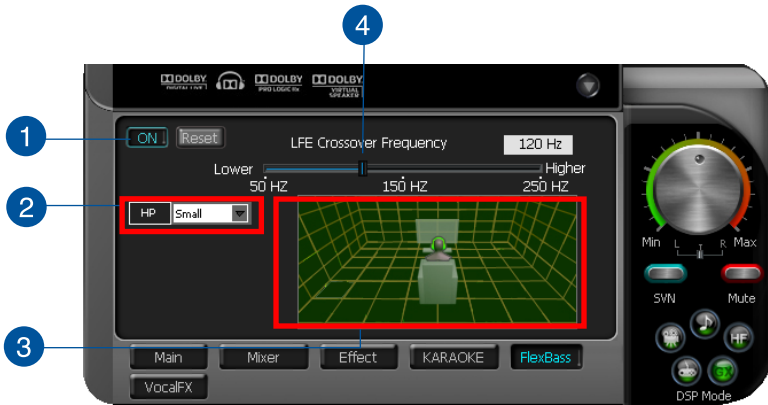 4
DOLBY DIGITAL LIVE DOLBY PRO LOGIC IIx DOLBY VIRTUAL SPEAKER
1
ON Reset LFE Crossover Frequency 120 Hz
Lower Higher
50 HZ 150 HZ 250 HZ
2
HP Small
Min L T R Max
SVN Mute
3
Main Mixer Effect KARAOKE FlexBass
HF
GX
VocalFX
DSP Mode